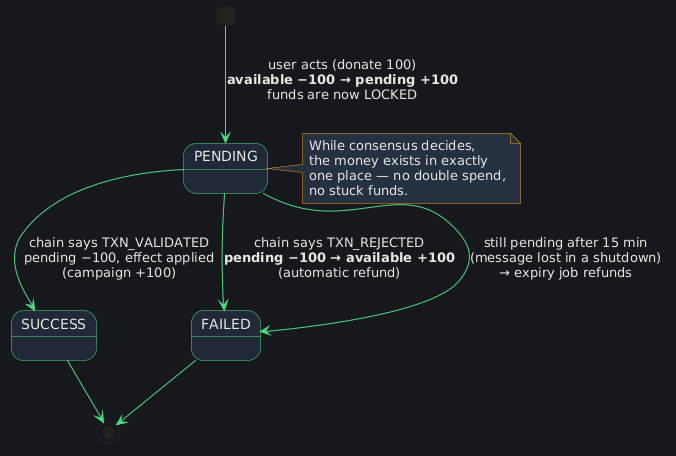 user acts (donate 100)
available −100 → pending +100
funds are now LOCKED
PENDING
While consensus decides,
the money exists in exactly
one place — no double spend,
no stuck funds.
chain says TXN_VALIDATED
pending −100, effect applied
(campaign +100)
chain says TXN_REJECTED
pending −100 → available +100
(automatic refund)
still pending after 15 min
(message lost in a shutdown)
→ expiry job refunds
SUCCESS
FAILED